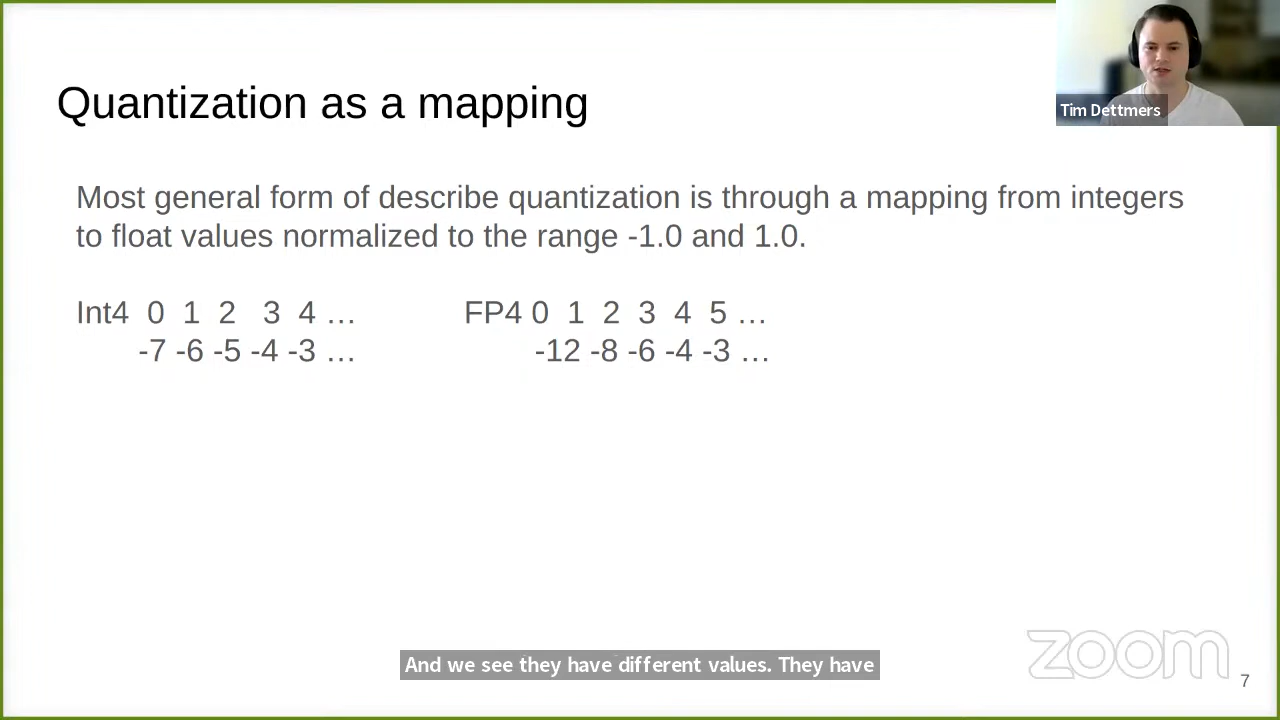 Tim Dettmers
Quantization as a mapping
Most general form of describe quantization is through a mapping from integers
to float values normalized to the range -1.0 and 1.0.
Int4 0 1 2 3 4 …
-7 -6 -5 -4 -3 …
FP4 0 1 2 3 4 5 …
-12 -8 -6 -4 -3 …
And we see they have different values. They have
zoom
7